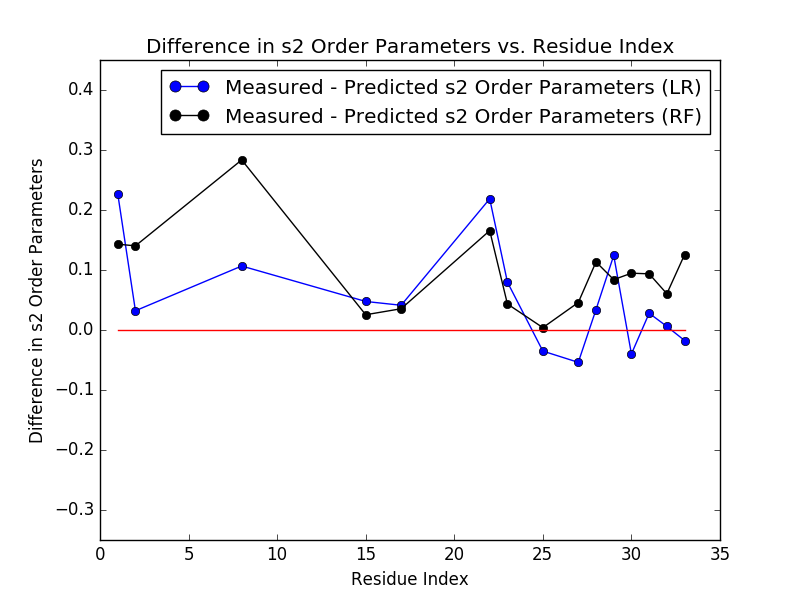 Difference in s2 Order Parameters vs. Residue Index
Measured - Predicted s2 Order Parameters (LR)
Measured - Predicted s2 Order Parameters (RF)
Difference in s2 Order Parameters
0.4
0.3
0.2
0.1
0.0
−0.1
−0.2
−0.3
0 5 10 15 20 25 30 35
Residue Index